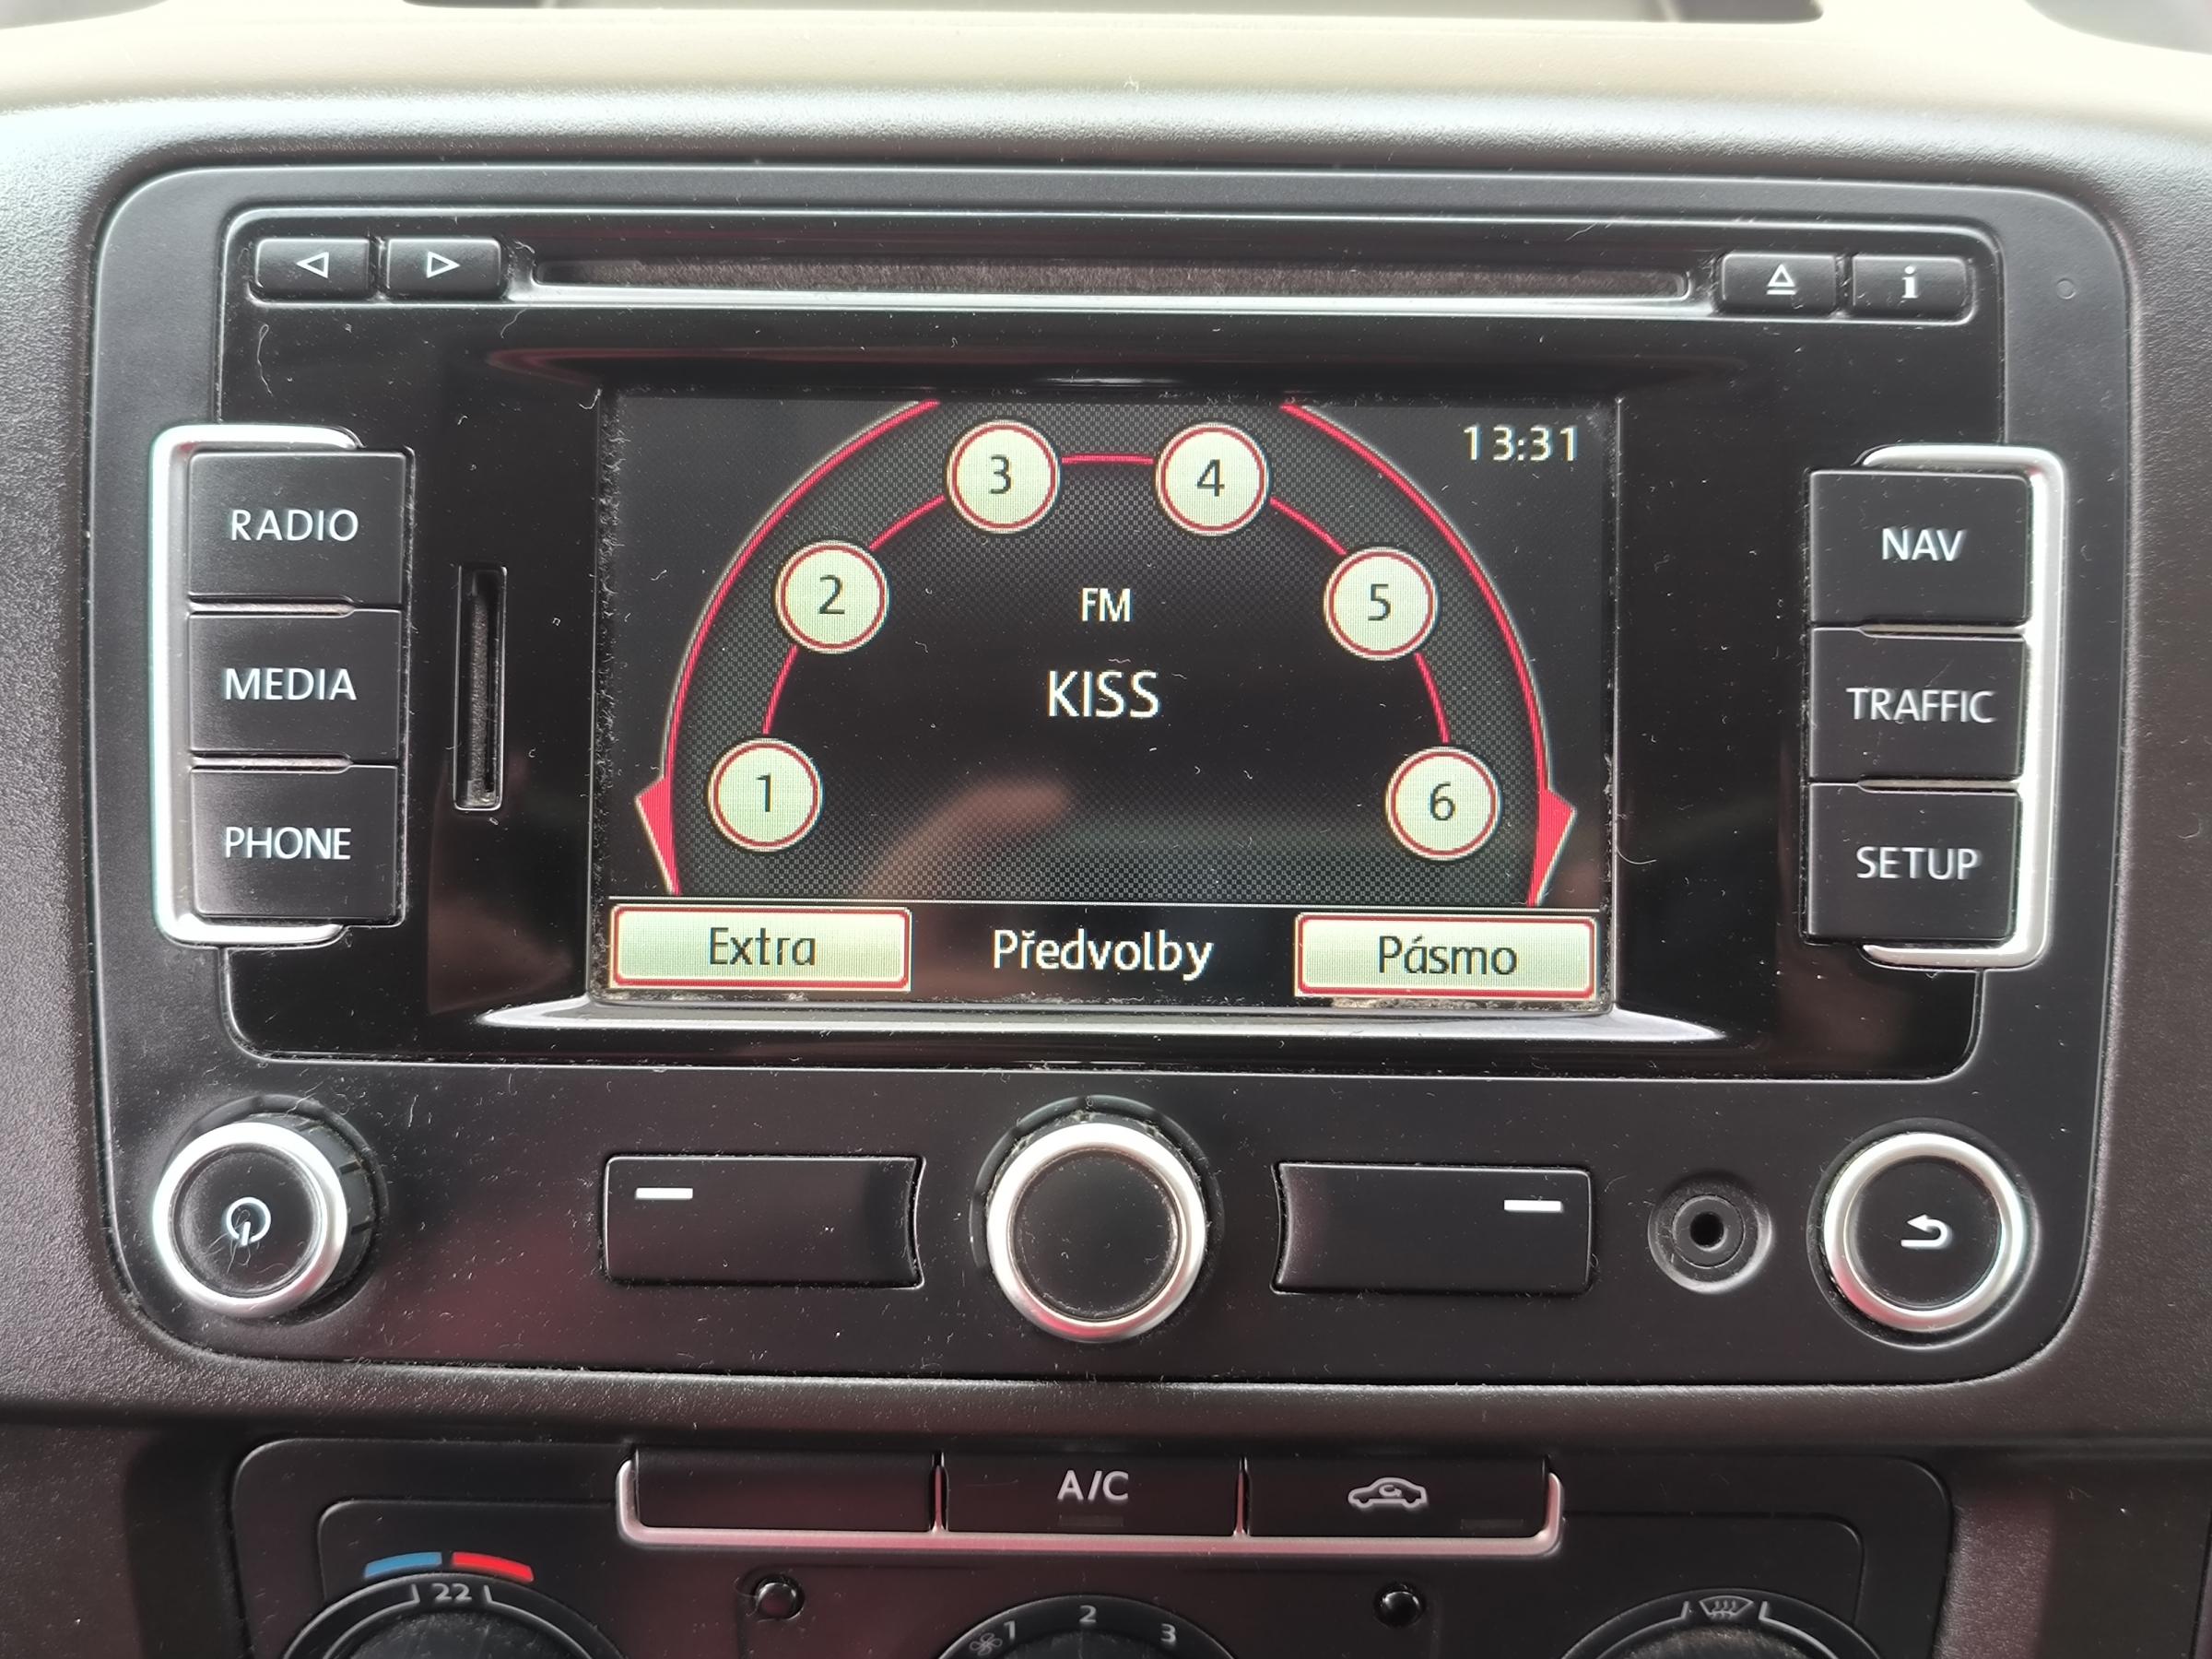 i
13:31
3
4
RADIO
NAV
2
5
FM
MEDIA
KISS
TRAFFIC
1
6
PHONE
SETUP
Extra
Předvolby
Pásmo
A/C
22
1
2
3